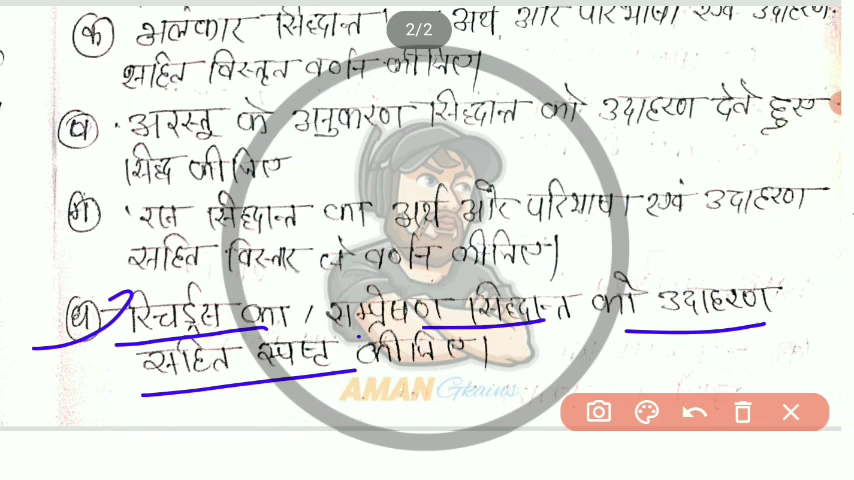 (क) अलंकार सिद्धान्त अर्थ और परिभाषा एवं उदाहरण
2/2
सहित विस्तृत वर्णन कीजिए|
(ख) अरस्तू के अनुकरण सिद्धान्त को उदाहरण देते हुए
सिद्ध कीजिए
(ग) रस सिद्धान्त का अर्थ और परिभाषा एवं उदाहरण
सहित विस्तार से वर्णन कीजिए|
(घ) रिचर्ड्स का / सम्प्रेषण सिद्धान्त को उदाहरण
सहित स्पष्ट कीजिए|
AMAN Gkains